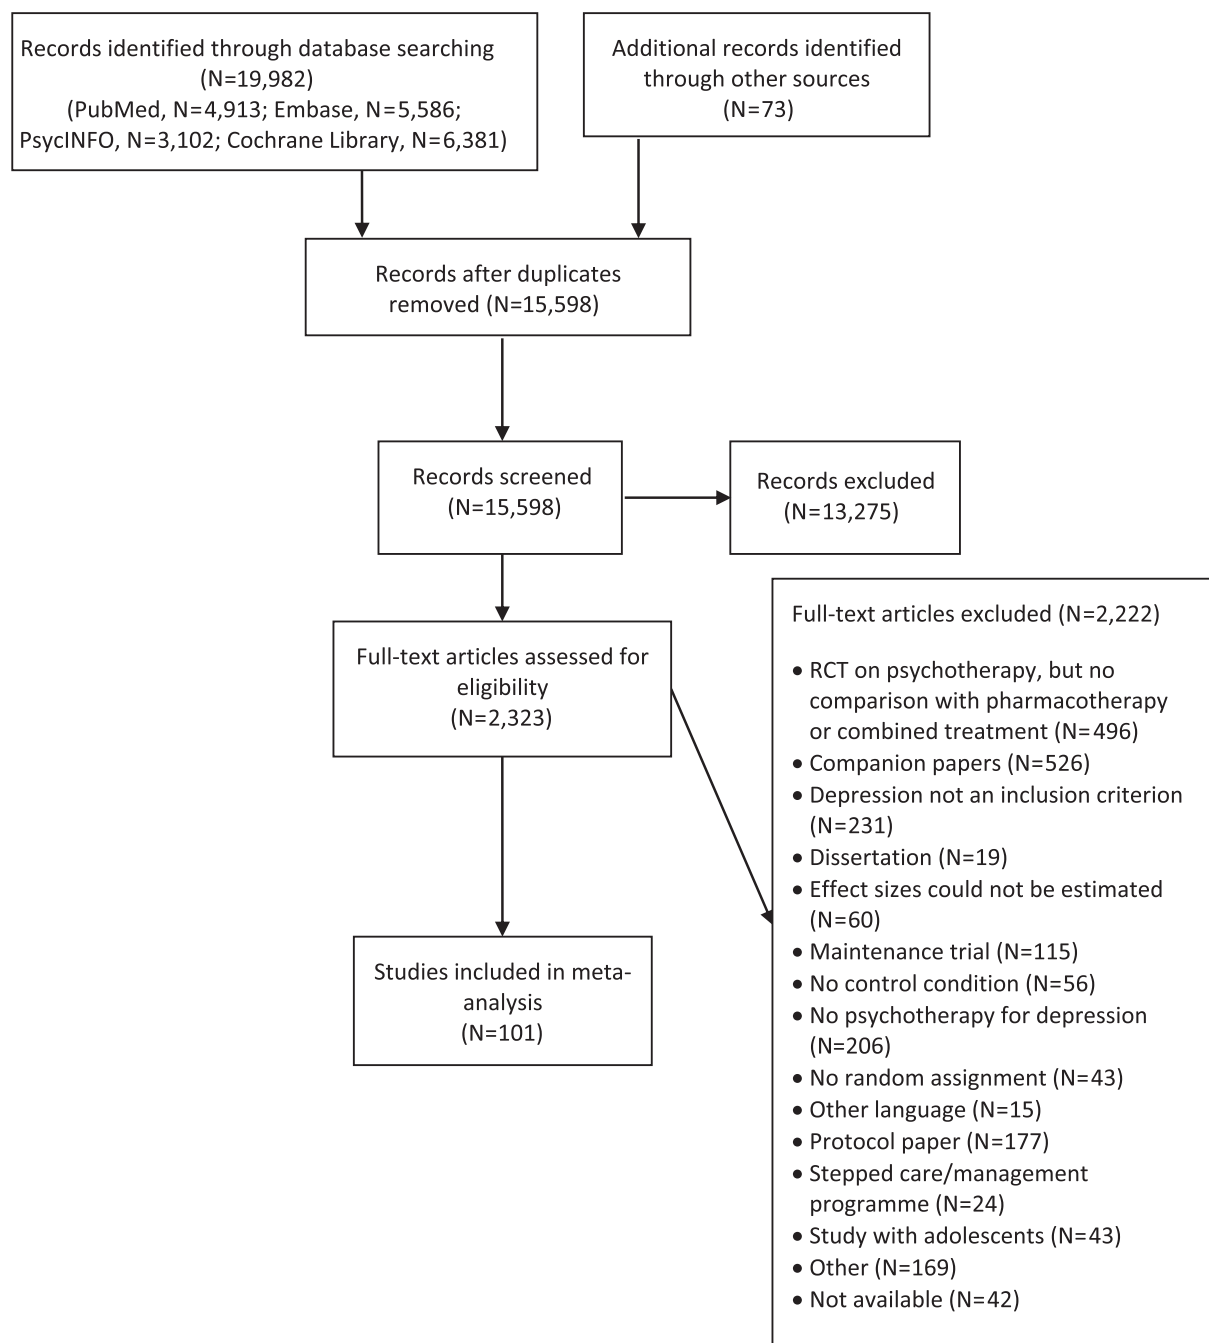 Records identified through database searching
(N=19,982)
(PubMed, N=4,913; Embase, N=5,586;
PsycINFO, N=3,102; Cochrane Library, N=6,381)
Additional records identified
through other sources
(N=73)
Records after duplicates
removed (N=15,598)
Records screened
(N=15,598)
Records excluded
(N=13,275)
Full-text articles assessed for
eligibility
(N=2,323)
Full-text articles excluded (N=2,222)
• RCT on psychotherapy, but no
comparison with pharmacotherapy
or combined treatment (N=496)
• Companion papers (N=526)
• Depression not an inclusion criterion
(N=231)
• Dissertation (N=19)
• Effect sizes could not be estimated
(N=60)
• Maintenance trial (N=115)
• No control condition (N=56)
• No psychotherapy for depression
(N=206)
• No random assignment (N=43)
• Other language (N=15)
• Protocol paper (N=177)
• Stepped care/management
programme (N=24)
• Study with adolescents (N=43)
• Other (N=169)
• Not available (N=42)
Studies included in meta-
analysis
(N=101)